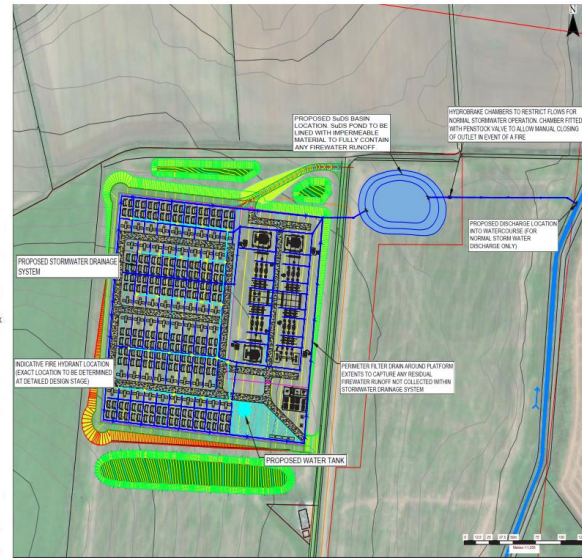 N
PROPOSED SuDS BASIN
LOCATION. SuDS POND TO BE
LINED WITH IMPERMEABLE
MATERIAL TO FULLY CONTAIN
ANY FIREWATER RUNOFF
HYDROBRAKE CHAMBERS TO RESTRICT FLOWS FOR
NORMAL STORMWATER OPERATION. CHAMBER FITTED
WITH PENSTOCK VALVE TO ALLOW MANUAL CLOSING
OF OUTLET IN EVENT OF A FIRE
PROPOSED DISCHARGE LOCATION
INTO WATERCOURSE (FOR
NORMAL STORM WATER
DISCHARGE ONLY)
PROPOSED STORMWATER DRAINAGE
SYSTEM
INDICATIVE FIRE HYDRANT LOCATION
(EXACT LOCATION TO BE DETERMINED
AT DETAILED DESIGN STAGE)
PERIMETER FILTER DRAIN AROUND PLATFORM
EXTENTS TO CAPTURE ANY RESIDUAL
FIREWATER RUNOFF NOT COLLECTED WITHIN
STORMWATER DRAINAGE SYSTEM
PROPOSED WATER TANK